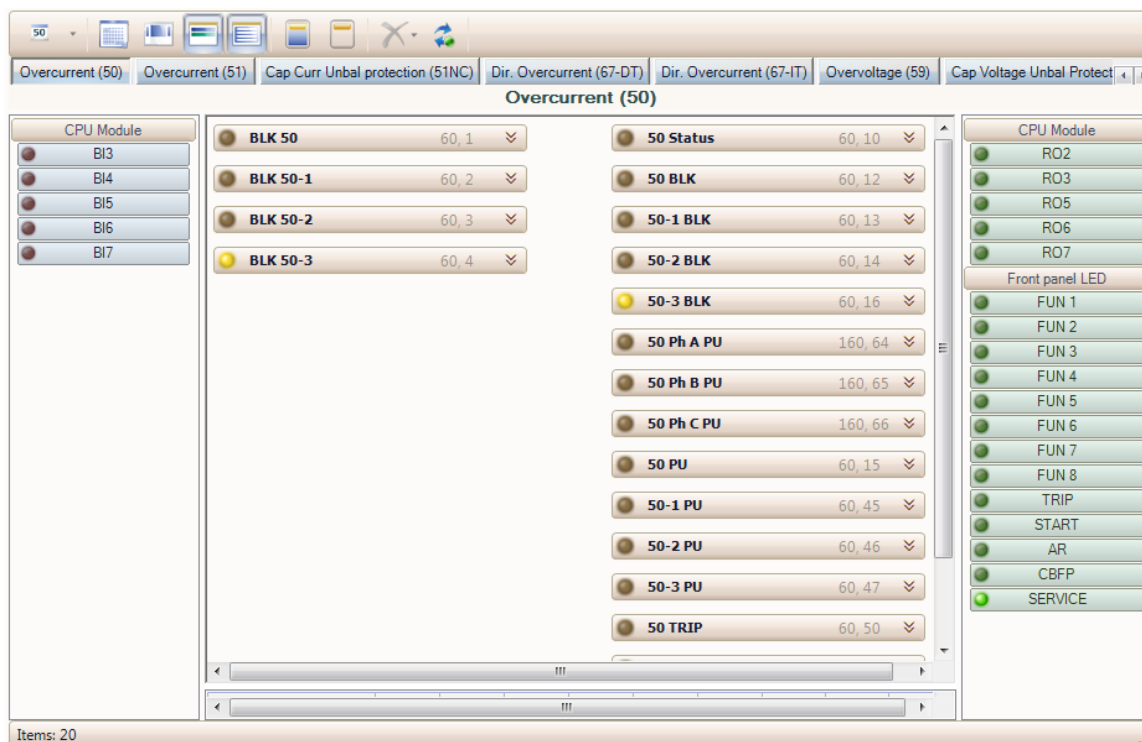 50
Overcurrent (50)
Overcurrent (51)
Cap Curr Unbal protection (51NC)
Dir. Overcurrent (67-DT)
Dir. Overcurrent (67-IT)
Overvoltage (59)
Cap Voltage Unbal Protect
Overcurrent (50)
CPU Module
BI3
BI4
BI5
BI6
BI7
BLK 50 60, 1
BLK 50-1 60, 2
BLK 50-2 60, 3
BLK 50-3 60, 4
50 Status 60, 10
50 BLK 60, 12
50-1 BLK 60, 13
50-2 BLK 60, 14
50-3 BLK 60, 16
50 Ph A PU 160, 64
50 Ph B PU 160, 65
50 Ph C PU 160, 66
50 PU 60, 15
50-1 PU 60, 45
50-2 PU 60, 46
50-3 PU 60, 47
50 TRIP 60, 50
CPU Module
RO2
RO3
RO5
RO6
RO7
Front panel LED
FUN 1
FUN 2
FUN 3
FUN 4
FUN 5
FUN 6
FUN 7
FUN 8
TRIP
START
AR
CBFP
SERVICE
Items: 20